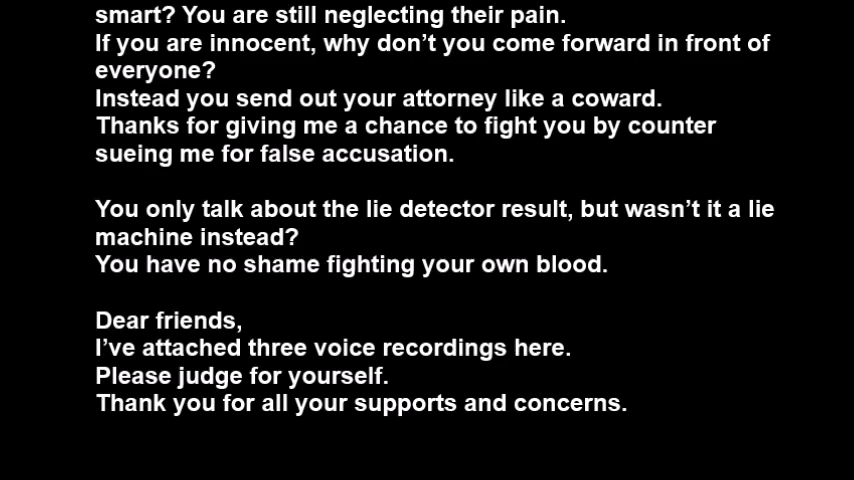 smart? You are still neglecting their pain.
If you are innocent, why don’t you come forward in front of
everyone?
Instead you send out your attorney like a coward.
Thanks for giving me a chance to fight you by counter
sueing me for false accusation.
You only talk about the lie detector result, but wasn’t it a lie
machine instead?
You have no shame fighting your own blood.
Dear friends,
I’ve attached three voice recordings here.
Please judge for yourself.
Thank you for all your supports and concerns.